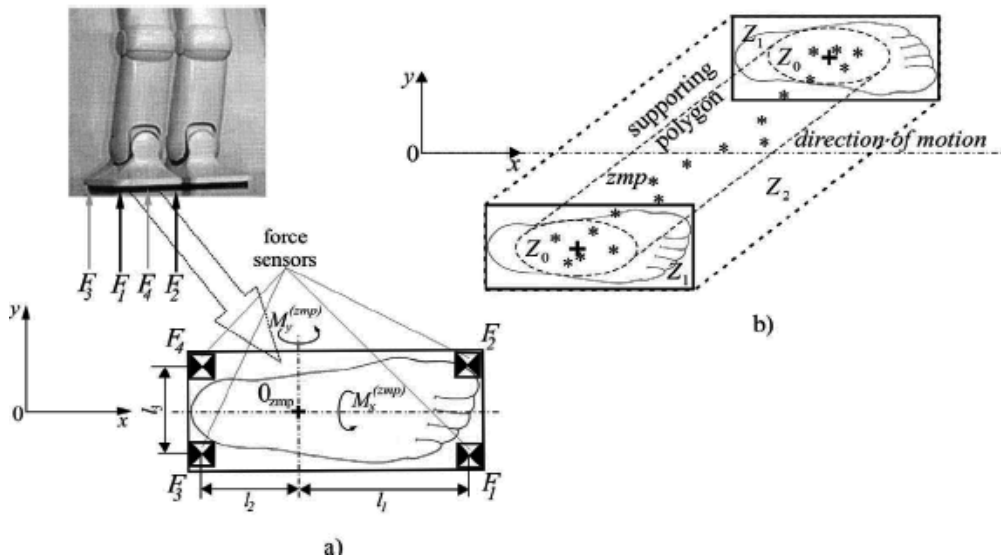 F3 F1 F4 F2
force
sensors
y
0
x
F4
F2
F3
F1
My(zmp)
Mx(zmp)
0zmp
l3
l2
l1
a)
y
0
x
supporting
polygon
Z1
Z0
direction of motion
zmp
Z2
Z0
Z1
b)